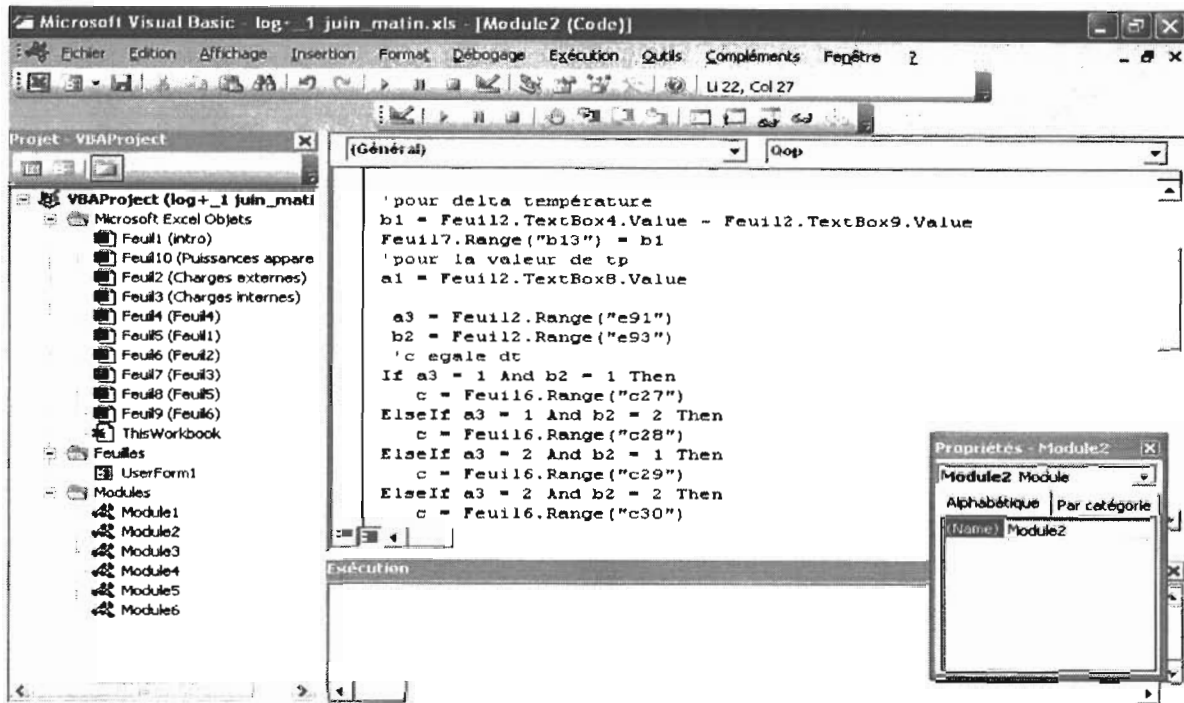 Microsoft Visual Basic - log+_1 juin_matin.xls - [Module2 (Code)]
Fichier Edition Affichage Insertion Format Débogage Exécution Outils Compléments Fenêtre ?
Li 22, Col 27
Projet - VBAProject
(Général)
Qop
VBAProject (log+_1 juin_mati
Microsoft Excel Objets
Feuil1 (intro)
Feuil10 (Puissances appare
Feuil2 (Charges externes)
Feuil3 (Charges internes)
Feuil4 (Feuil4)
Feuil5 (Feuil1)
Feuil6 (Feuil2)
Feuil7 (Feuil3)
Feuil8 (Feuil5)
Feuil9 (Feuil6)
ThisWorkbook
Feuilles
UserForm1
Modules
Module1
Module2
Module3
Module4
Module5
Module6
'pour delta température
b1 = Feuil2.TextBox4.Value - Feuil2.TextBox9.Value
Feuil7.Range("b13") = b1
'pour la valeur de tp
a1 = Feuil2.TextBox8.Value
a3 = Feuil2.Range("e91")
b2 = Feuil2.Range("e93")
'c egale dt
If a3 = 1 And b2 = 1 Then
c = Feuil6.Range("c27")
ElseIf a3 = 1 And b2 = 2 Then
c = Feuil6.Range("c28")
ElseIf a3 = 2 And b2 = 1 Then
c = Feuil6.Range("c29")
ElseIf a3 = 2 And b2 = 2 Then
c = Feuil6.Range("c30")
Exécution
Propriétés - Module2
Module2 Module
Alphabétique Par catégorie
(Name) Module2